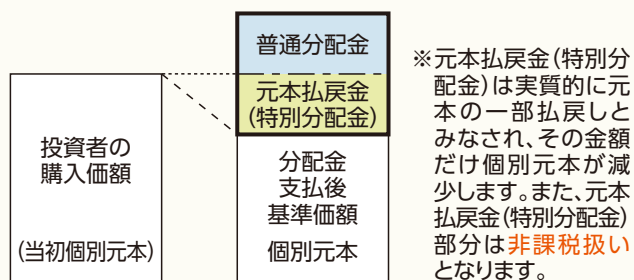 投資者の
購入価額
(当初個別元本)
普通分配金
元本払戻金
(特別分配金)
分配金
支払後
基準価額
個別元本
※元本払戻金(特別分
配金)は実質的に元
本の一部払戻しと
みなされ、その金額
だけ個別元本が減
少します。また、元本
払戻金(特別分配金)
部分は非課税扱い
となります。